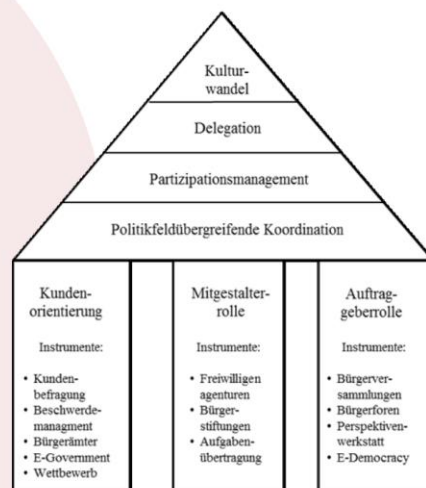 Kultur-
wandel
Delegation
Partizipationsmanagement
Politikfeldübergreifende Koordination
Kunden-
orientierung
Instrumente:
• Kunden-
befragung
• Beschwerde-
managment
• Bürgerämter
• E-Government
• Wettbewerb
Mitgestalter-
rolle
Instrumente:
• Freiwilligen
agenturen
• Bürger-
stiftungen
• Aufgaben-
übertragung
Auftrag-
geberrolle
Instrumente:
• Bürgerver-
sammlungen
• Bürgerforen
• Perspektiven-
werkstatt
• E-Democracy